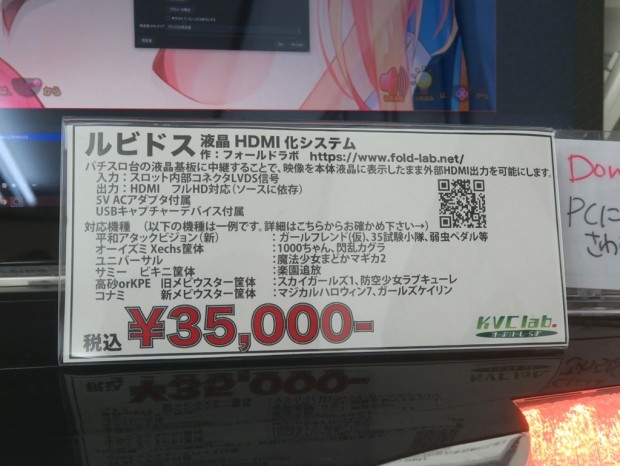 ルビドス 液晶 HDMI 化システム
作：フォールドラボ https://www.fold-lab.net/
パチスロ台の液晶基板に中継することで、映像を本体液晶に表示したまま外部HDMI出力を可能にします。
入力：スロット内部コネクタLVDS信号
出力：HDMI フルHD対応（ソースに依存）
5V ACアダプタ付属
USBキャプチャーデバイス付属
対応機種 （以下の機種は一例です。詳細はこちらからお確かめ下さい→）
平和アタックビジョン（新） ：ガールフレンド(仮)、35試験小隊、弱虫ペダル等
オーイズミ Xechs筐体 ：1000ちゃん、閃乱カグラ
ユニバーサル ：魔法少女まどかマギカ2
サミー ビキニ筐体 ：楽園追放
高砂orKPE 旧メビウスター筐体 ：スカイガールズ1、防空少女ラブキューレ
コナミ 新メビウスター筐体 ：マジカルハロウィン7、ガールズケイリン
税込 ¥35,000-
KVC lab.
PCに
さわ
から